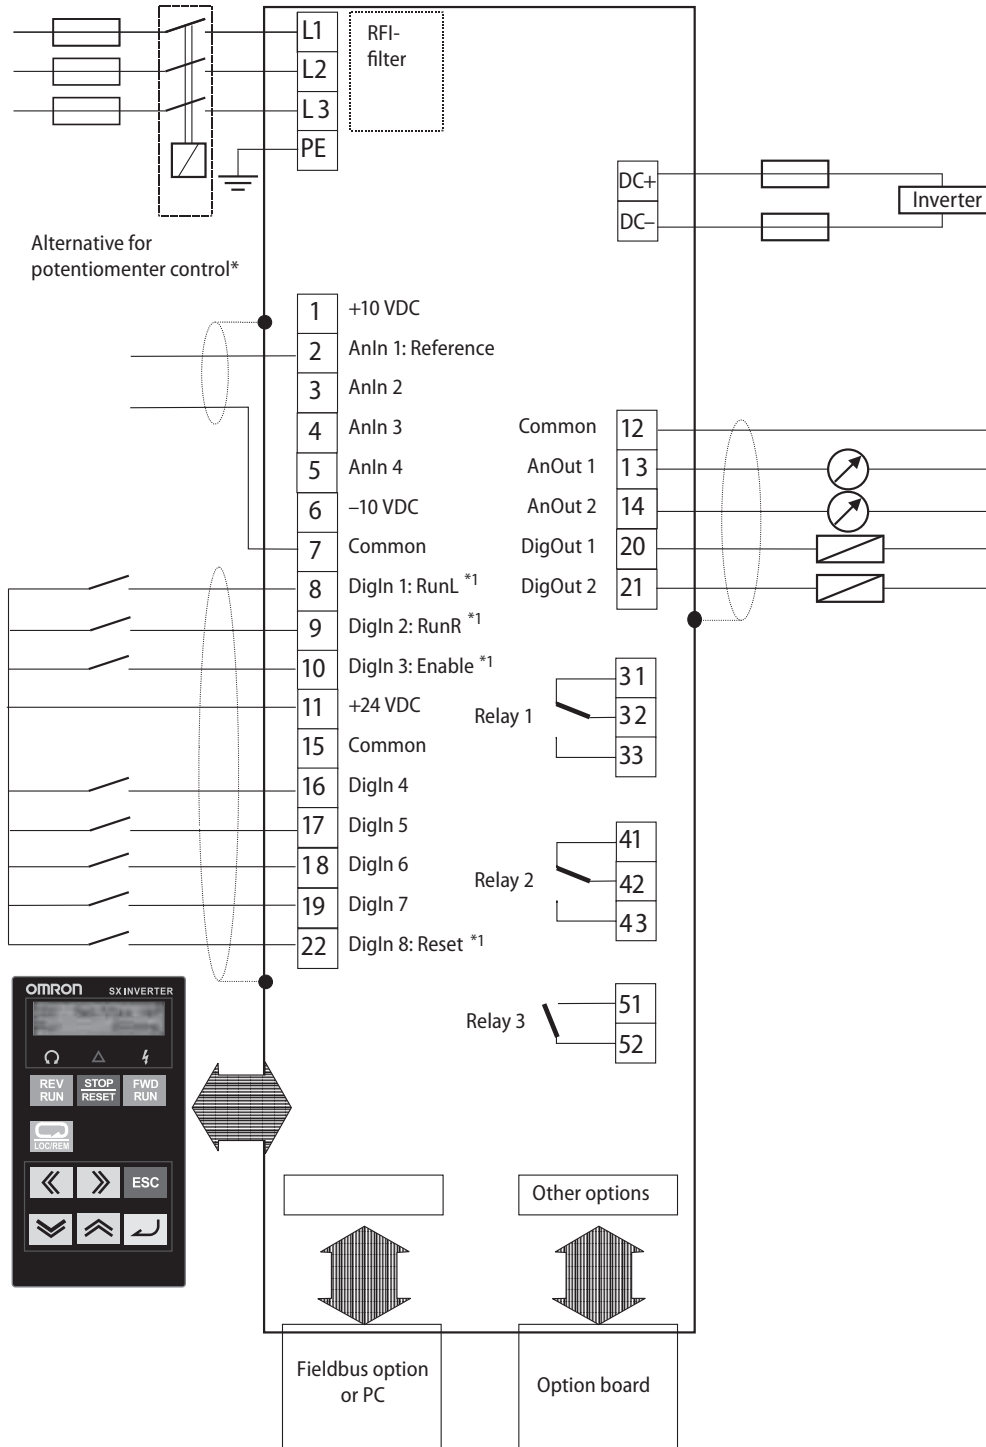 L1
L2
L3
PE
RFI-
filter
DC+
DC–
Inverter
Alternative for
potentiomenter control*
1 +10 VDC
2 AnIn 1: Reference
3 AnIn 2
4 AnIn 3
5 AnIn 4
6 –10 VDC
7 Common
8 DigIn 1: RunL *1
9 DigIn 2: RunR *1
10 DigIn 3: Enable *1
11 +24 VDC
15 Common
16 DigIn 4
17 DigIn 5
18 DigIn 6
19 DigIn 7
22 DigIn 8: Reset *1
Common 12
AnOut 1 13
AnOut 2 14
DigOut 1 20
DigOut 2 21
Relay 1
31
32
33
Relay 2
41
42
43
Relay 3
51
52
OMRON SX INVERTER
REV
RUN
STOP
RESET
FWD
RUN
LOC/REM
ESC
Other options
Fieldbus option
or PC
Option board